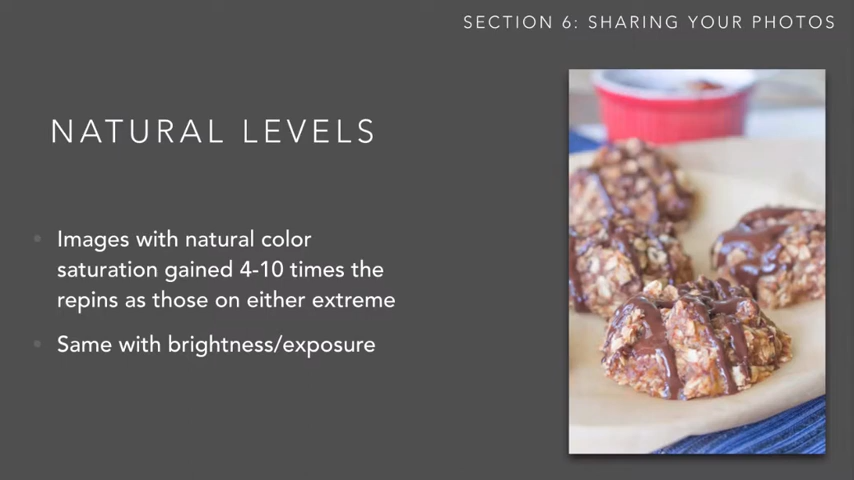 SECTION 6: SHARING YOUR PHOTOS
NATURAL LEVELS
Images with natural color
saturation gained 4-10 times the
repins as those on either extreme
Same with brightness/exposure